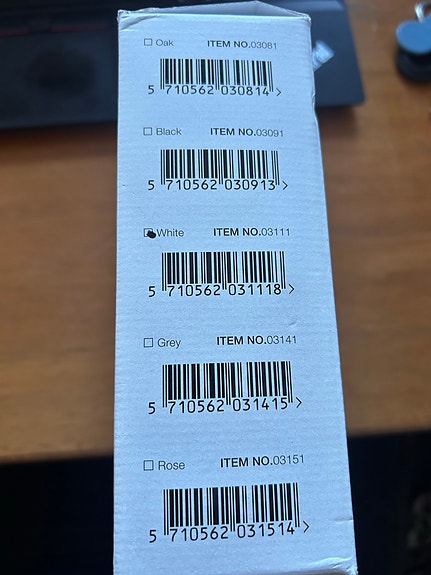 ☐ Oak ITEM NO.03081
5 710562 030814 >
☐ Black ITEM NO.03091
5 710562 030913 >
☒ White ITEM NO.03111
5 710562 031118 >
☐ Grey ITEM NO.03141
5 710562 031415 >
☐ Rose ITEM NO.03151
5 710562 031514 >